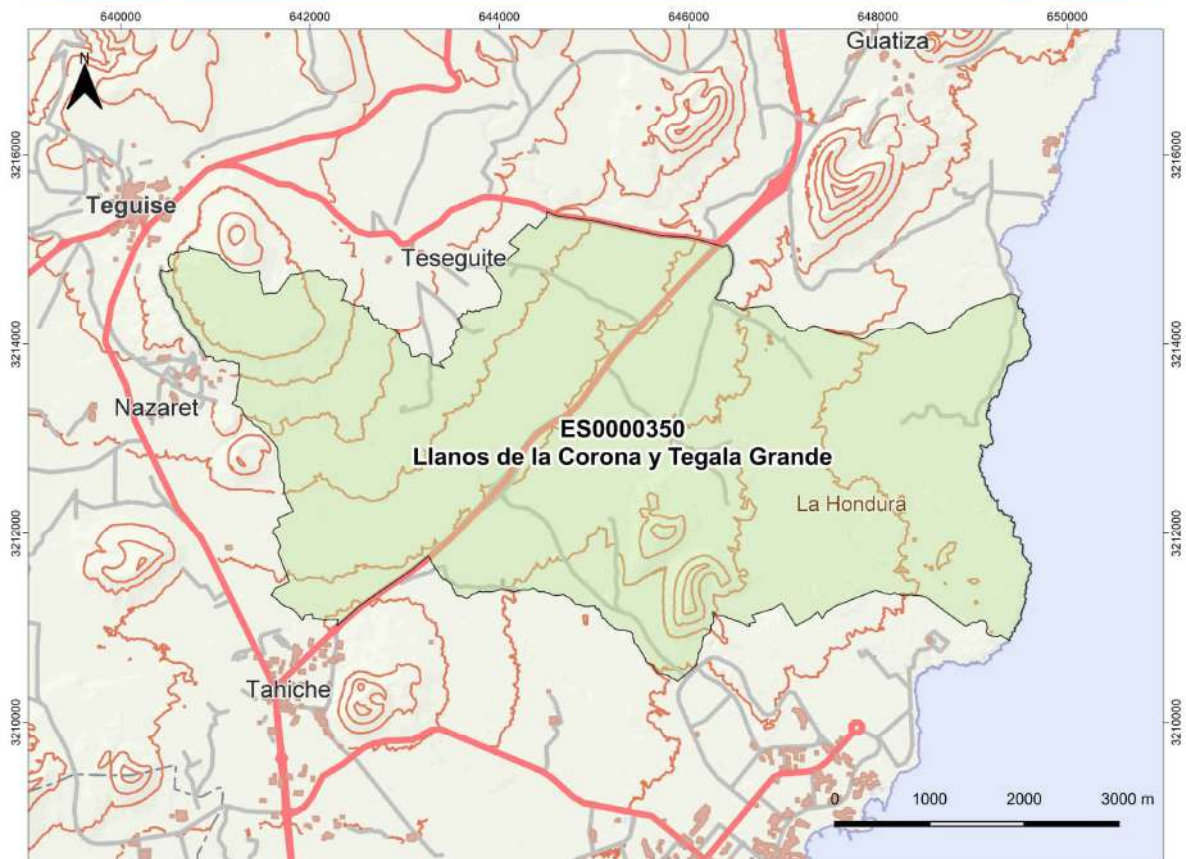 640000
642000
644000
646000
648000
650000
N
Guatiza
3216000
3216000
Teguise
Teseguite
3214000
3214000
Nazaret
ES0000350
Llanos de la Corona y Tegala Grande
La Hondura
3212000
3212000
Tahiche
3210000
3210000
0 1000 2000 3000 m